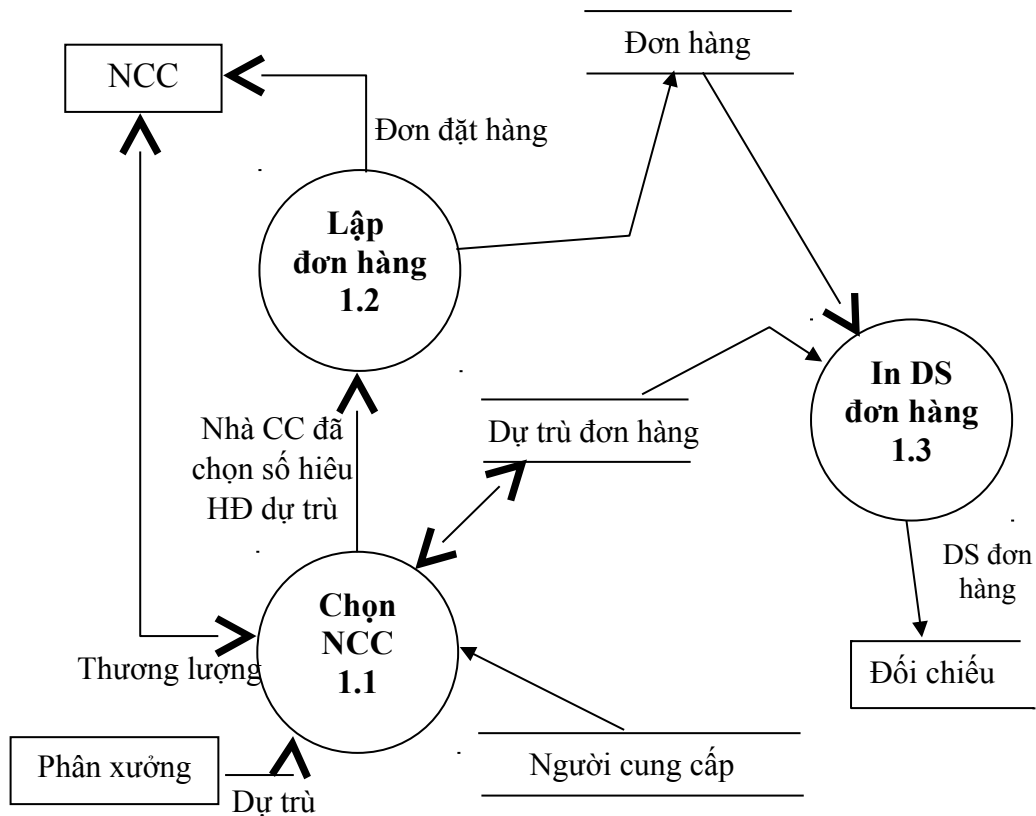 Đơn hàng
NCC
Đơn đặt hàng
Lập
đơn hàng
1.2
In DS
đơn hàng
1.3
Nhà CC đã
chọn số hiêu
HĐ dự trù
Dự trù đơn hàng
DS đơn
hàng
Chọn
NCC
1.1
Thương lượng
Đối chiếu
Phân xưởng
Dự trù
Người cung cấp